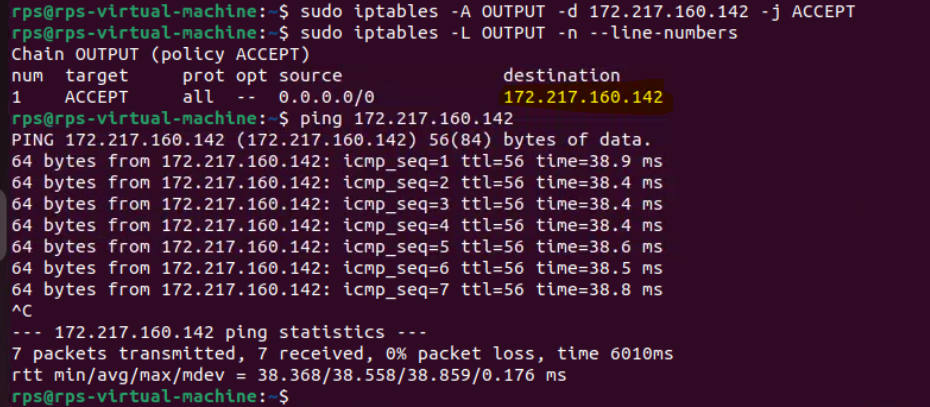 rps@rps-virtual-machine:~$ sudo iptables -A OUTPUT -d 172.217.160.142 -j ACCEPT
rps@rps-virtual-machine:~$ sudo iptables -L OUTPUT -n --line-numbers
Chain OUTPUT (policy ACCEPT)
num  target     prot opt source               destination
1    ACCEPT     all  --  0.0.0.0/0            172.217.160.142
rps@rps-virtual-machine:~$ ping 172.217.160.142
PING 172.217.160.142 (172.217.160.142) 56(84) bytes of data.
64 bytes from 172.217.160.142: icmp_seq=1 ttl=56 time=38.9 ms
64 bytes from 172.217.160.142: icmp_seq=2 ttl=56 time=38.4 ms
64 bytes from 172.217.160.142: icmp_seq=3 ttl=56 time=38.4 ms
64 bytes from 172.217.160.142: icmp_seq=4 ttl=56 time=38.4 ms
64 bytes from 172.217.160.142: icmp_seq=5 ttl=56 time=38.6 ms
64 bytes from 172.217.160.142: icmp_seq=6 ttl=56 time=38.5 ms
64 bytes from 172.217.160.142: icmp_seq=7 ttl=56 time=38.8 ms
^C
--- 172.217.160.142 ping statistics ---
7 packets transmitted, 7 received, 0% packet loss, time 6010ms
rtt min/avg/max/mdev = 38.368/38.558/38.859/0.176 ms
rps@rps-virtual-machine:~$